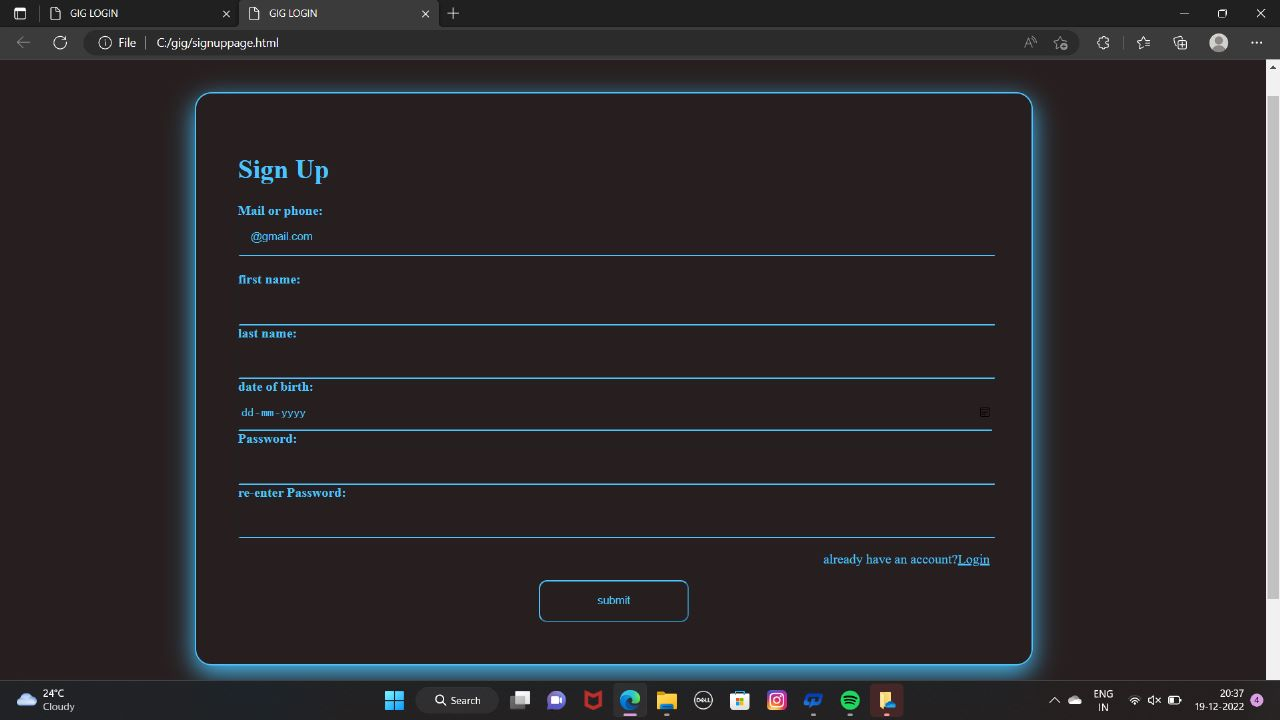 GIG LOGIN
GIG LOGIN
File
C:/gig/signuppage.html
Sign Up
Mail or phone:
@gmail.com
first name:
last name:
date of birth:
dd-mm-yyyy
Password:
re-enter Password:
already have an account?Login
submit
24°C
Cloudy
Search
DELL
ENG
IN
20:37
19-12-2022
4